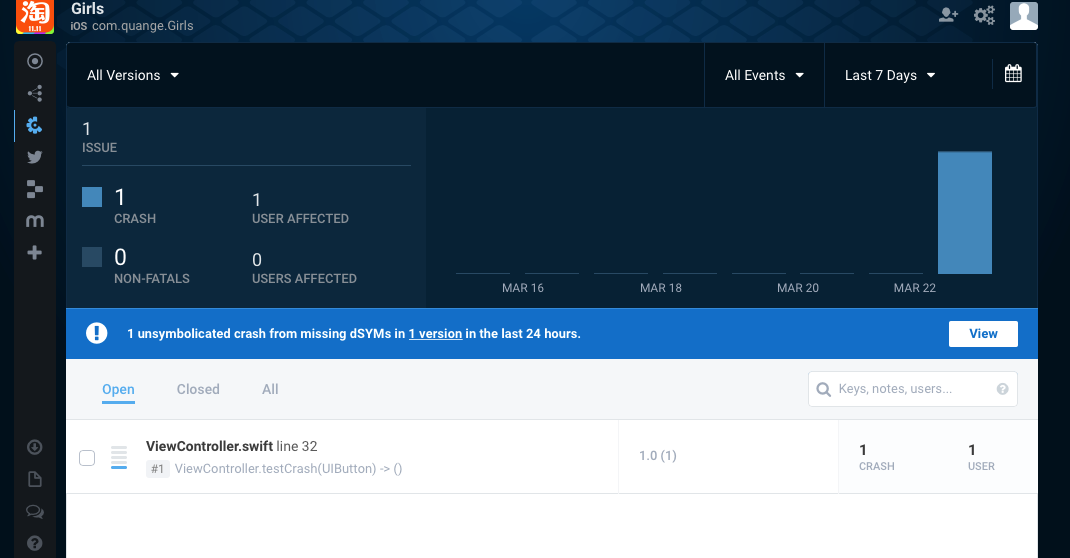 淘
11.11
Girls
iOS com.quange.Girls
All Versions
All Events
Last 7 Days
1
ISSUE
1
CRASH
1
USER AFFECTED
0
NON-FATALS
0
USERS AFFECTED
MAR 16
MAR 18
MAR 20
MAR 22
1 unsymbolicated crash from missing dSYMs in 1 version in the last 24 hours.
View
Open
Closed
All
Keys, notes, users...
ViewController.swift line 32
#1 ViewController.testCrash(UIButton) -> ()
1.0 (1)
1
CRASH
1
USER